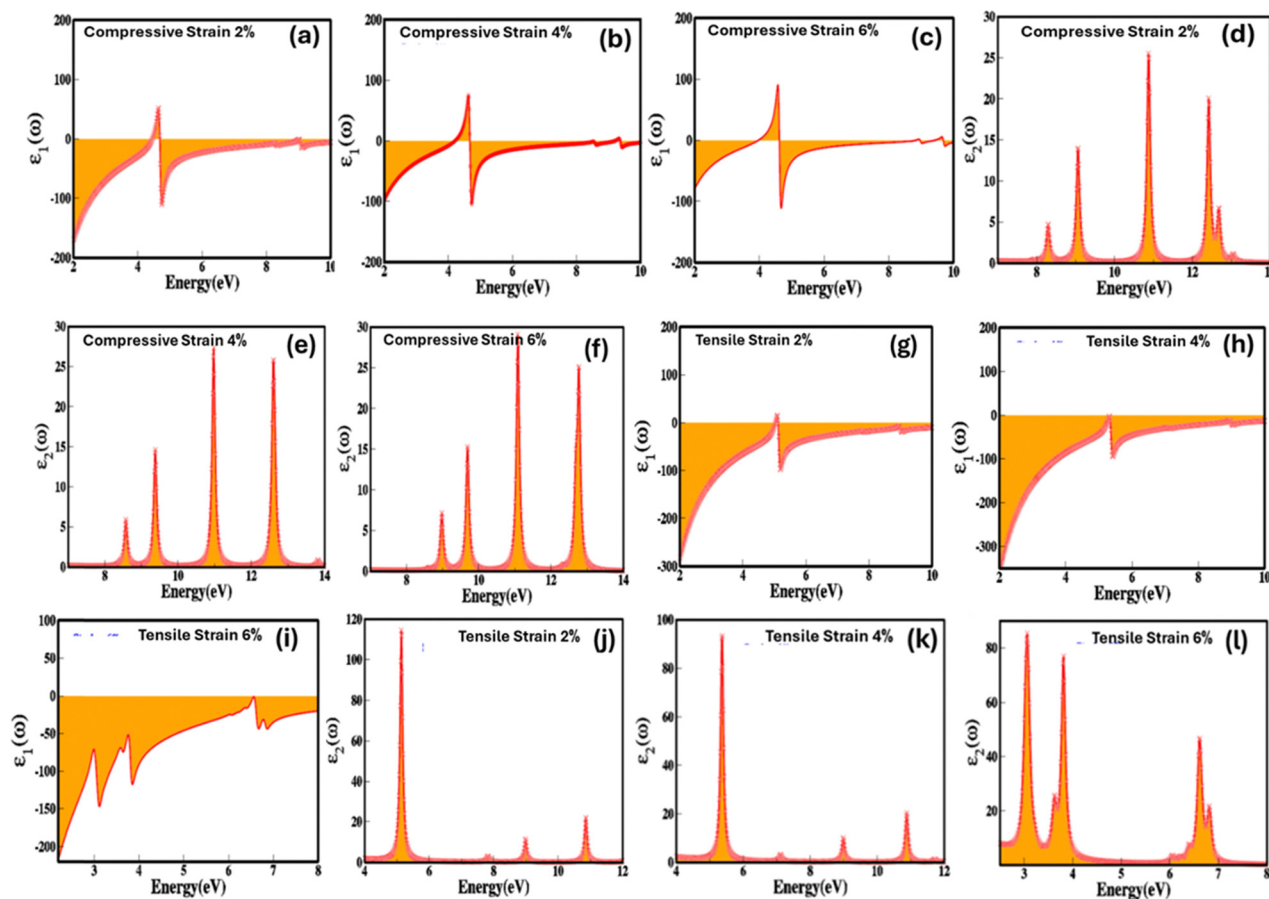 Compressive Strain 2% (a)
200
100
0
-100
-200
ε₁(ω)
2 4 6 8 10
Energy(eV)
Compressive Strain 4% (b)
200
100
0
-100
-200
ε₁(ω)
2 4 6 8 10
Energy(eV)
Compressive Strain 6% (c)
200
100
0
-100
-200
ε₁(ω)
2 4 6 8 10
Energy(eV)
Compressive Strain 2% (d)
30
25
20
15
10
5
0
ε₂(ω)
8 10 12
Energy(eV)
Compressive Strain 4% (e)
30
25
20
15
10
5
0
ε₂(ω)
8 10 12 14
Energy(eV)
Compressive Strain 6% (f)
30
25
20
15
10
5
0
ε₂(ω)
8 10 12 14
Energy(eV)
Tensile Strain 2% (g)
200
100
0
-100
-200
-300
ε₁(ω)
2 4 6 8 10
Energy(eV)
Tensile Strain 4% (h)
200
100
0
-100
-200
-300
ε₁(ω)
2 4 6 8 10
Energy(eV)
Tensile Strain 6% (i)
100
50
0
-50
-100
-150
-200
ε₁(ω)
3 4 5 6 7 8
Energy(eV)
Tensile Strain 2% (j)
120
100
80
60
40
20
0
ε₂(ω)
4 6 8 10 12
Energy(eV)
Tensile Strain 4% (k)
100
80
60
40
20
0
ε₂(ω)
4 6 8 10 12
Energy(eV)
Tensile Strain 6% (l)
80
60
40
20
ε₂(ω)
3 4 5 6 7 8
Energy(eV)